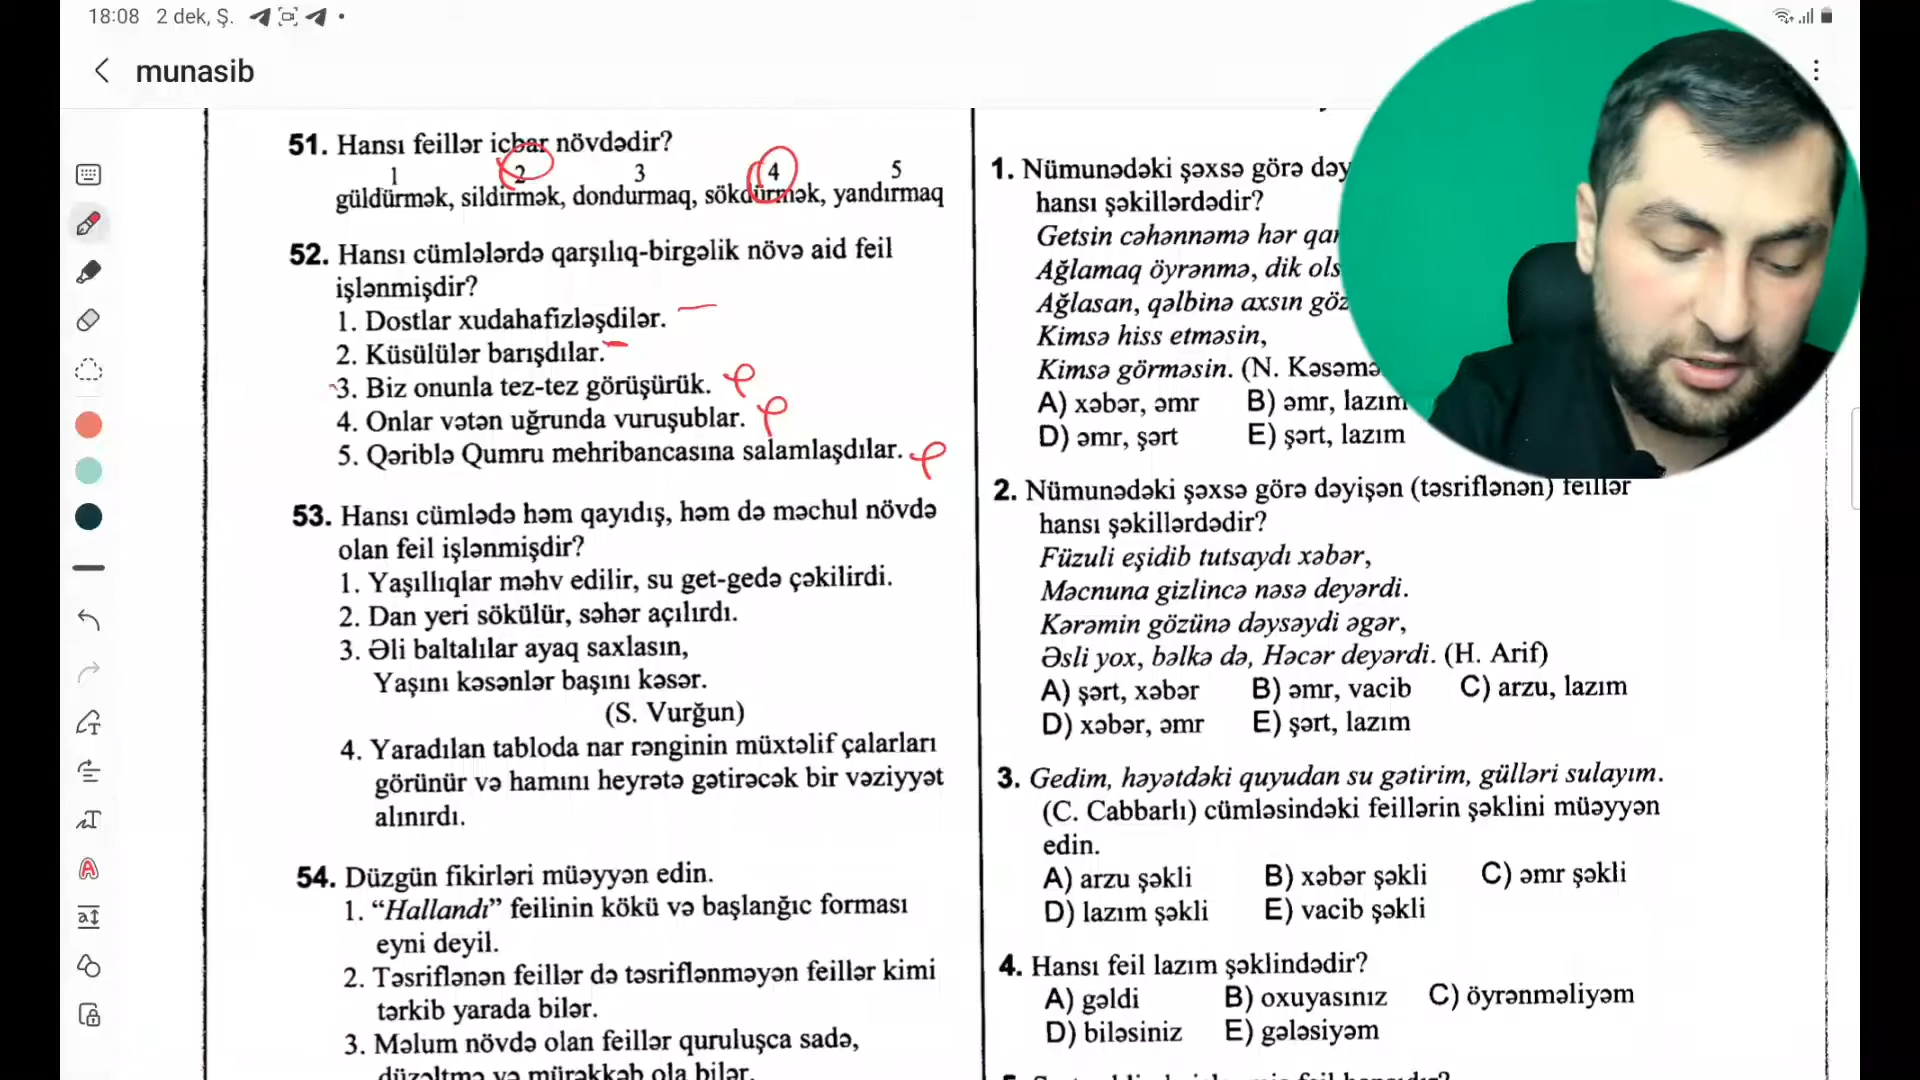 18:08 2 dek, Ş.
munasib
51. Hansı feillər icbar növdədir?
1 2 3 4 5
güldürmək, sildirmək, dondurmaq, sökdürmək, yandırmaq
52. Hansı cümlələrdə qarşılıq-birgəlik növə aid feil
işlənmişdir?
1. Dostlar xudahafizləşdilər.
2. Küsülülər barışdılar.
3. Biz onunla tez-tez görüşürük.
4. Onlar vətən uğrunda vuruşublar.
5. Qəriblə Qumru mehribancasına salamlaşdılar.
53. Hansı cümlədə həm qayıdış, həm də məchul növdə
olan feil işlənmişdir?
1. Yaşıllıqlar məhv edilir, su get-gedə çəkilirdi.
2. Dan yeri sökülür, səhər açılırdı.
3. Əli baltalılar ayaq saxlasın,
Yaşını kəsənlər başını kəsər.
(S. Vurğun)
4. Yaradılan tabloda nar rənginin müxtəlif çalarları
görünür və hamını heyrətə gətirəcək bir vəziyyət
alınırdı.
54. Düzgün fikirləri müəyyən edin.
1. “Hallandı” feilinin kökü və başlanğıc forması
eyni deyil.
2. Təsriflənən feillər də təsriflənməyən feillər kimi
tərkib yarada bilər.
3. Məlum növdə olan feillər quruluşca sadə,
düzəltmə və mürəkkəb ola bilər.
1. Nümunədəki şəxsə görə dəy
hansı şəkillərdədir?
Getsin cəhənnəmə hər qa
Ağlamaq öyrənmə, dik ols
Ağlasan, qəlbinə axsın göz
Kimsə hiss etməsin,
Kimsə görməsin. (N. Kəsəmə
A) xəbər, əmr B) əmr, lazım
D) əmr, şərt E) şərt, lazım
2. Nümunədəki şəxsə görə dəyişən (təsriflənən) feillər
hansı şəkillərdədir?
Füzuli eşidib tutsaydı xəbər,
Məcnuna gizlincə nəsə deyərdi.
Kərəmin gözünə dəysəydi əgər,
Əsli yox, bəlkə də, Həcər deyərdi. (H. Arif)
A) şərt, xəbər B) əmr, vacib C) arzu, lazım
D) xəbər, əmr E) şərt, lazım
3. Gedim, həyətdəki quyudan su gətirim, gülləri sulayım.
(C. Cabbarlı) cümləsindəki feillərin şəklini müəyyən
edin.
A) arzu şəkli B) xəbər şəkli C) əmr şəkli
D) lazım şəkli E) vacib şəkli
4. Hansı feil lazım şəklindədir?
A) gəldi B) oxuyasınız C) öyrənməliyəm
D) biləsiniz E) gələsiyəm